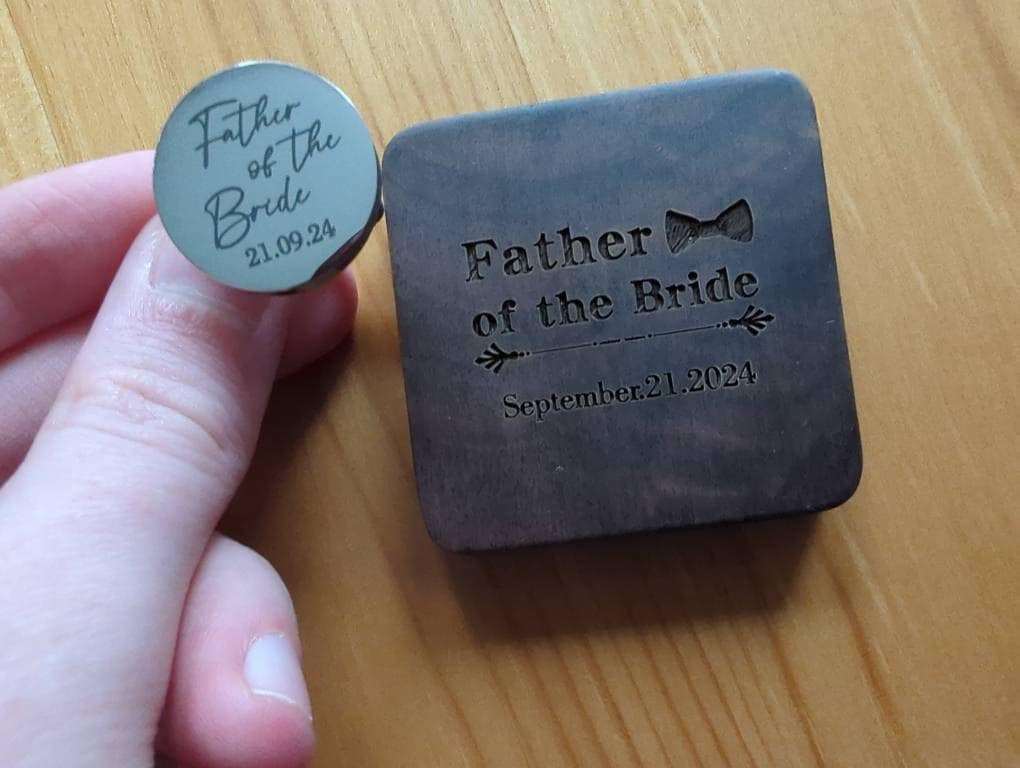 Father
of the
Bride
21.09.24
Father
of the Bride
September.21.2024